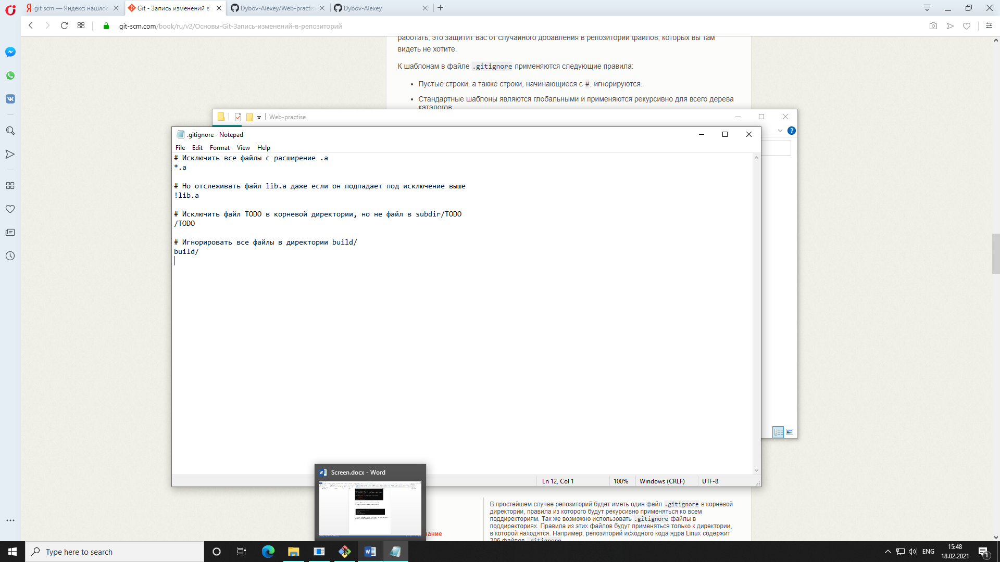 git scm — Яндекс: нашлос
Git - Запись изменений в
Dybov-Alexey/Web-practis
Dybov-Alexey
git-scm.com/book/ru/v2/Основы-Git-Запись-изменений-в-репозиторий
работать, это защитит вас от случайного добавления в репозиторий файлов, которых вы там
видеть не хотите.
К шаблонам в файле .gitignore применяются следующие правила:
• Пустые строки, а также строки, начинающиеся с #, игнорируются.
• Стандартные шаблоны являются глобальными и применяются рекурсивно для всего дерева
каталогов
Web-practise
.gitignore - Notepad
File Edit Format View Help
# Исключить все файлы с расширение .a
*.a
# Но отслеживать файл lib.a даже если он подпадает под исключение выше
!lib.a
# Исключить файл TODO в корневой директории, но не файл в subdir/TODO
/TODO
# Игнорировать все файлы в директории build/
build/
Ln 12, Col 1
100%
Windows (CRLF)
UTF-8
Screen.docx - Word
В простейшем случае репозиторий будет иметь один файл .gitignore в корневой
директории, правила из которого будут рекурсивно применяться ко всем
поддиректориям. Так же возможно использовать .gitignore файлы в
поддиректориях. Правила из этих файлов будут применяться только к директории,
в которой находятся. Например, репозиторий исходного кода ядра Linux содержит
206 файлов .gitignore
ание
Type here to search
ENG
15:48
18.02.2021
1